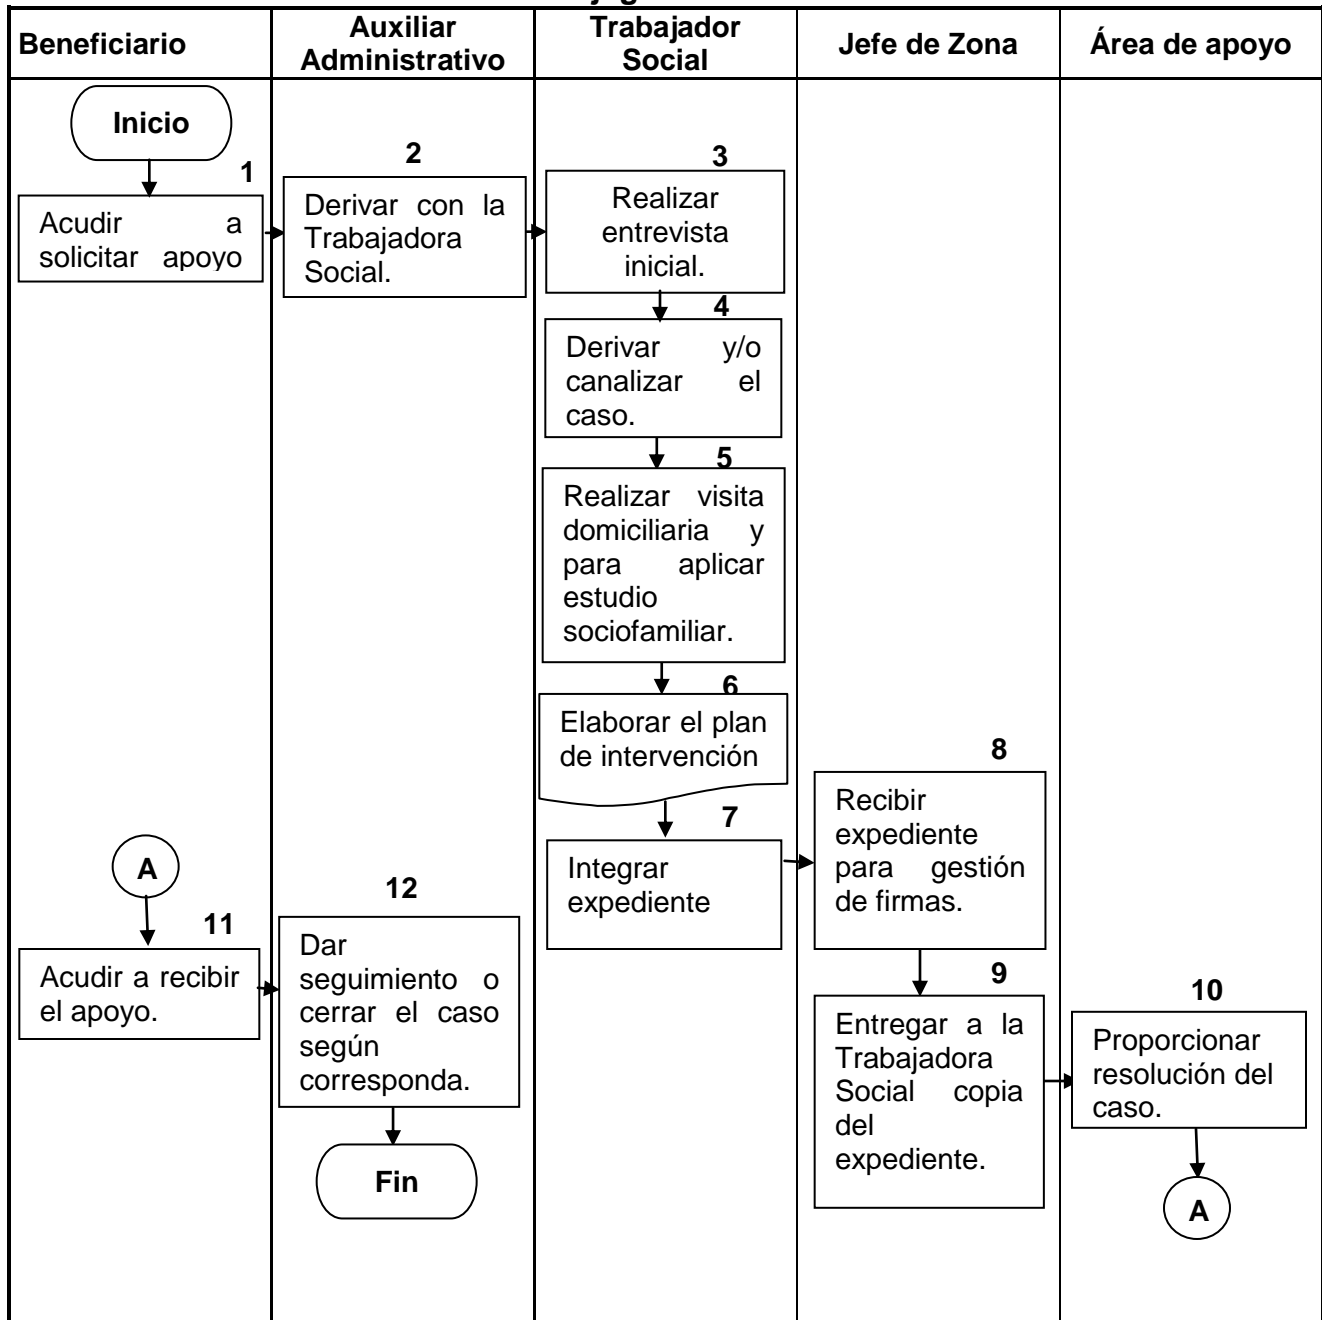 Beneficiario
Auxiliar
Administrativo
Trabajador
Social
Jefe de Zona
Área de apoyo
Inicio
1
Acudir a
solicitar apoyo
2
Derivar con la
Trabajadora
Social.
3
Realizar
entrevista
inicial.
4
Derivar y/o
canalizar el
caso.
5
Realizar visita
domiciliaria y
para aplicar
estudio
sociofamiliar.
6
Elaborar el plan
de intervención
7
Integrar
expediente
8
Recibir
expediente
para gestión
de firmas.
9
Entregar a la
Trabajadora
Social copia
del
expediente.
10
Proporcionar
resolución del
caso.
A
A
11
Acudir a recibir
el apoyo.
12
Dar
seguimiento o
cerrar el caso
según
corresponda.
Fin